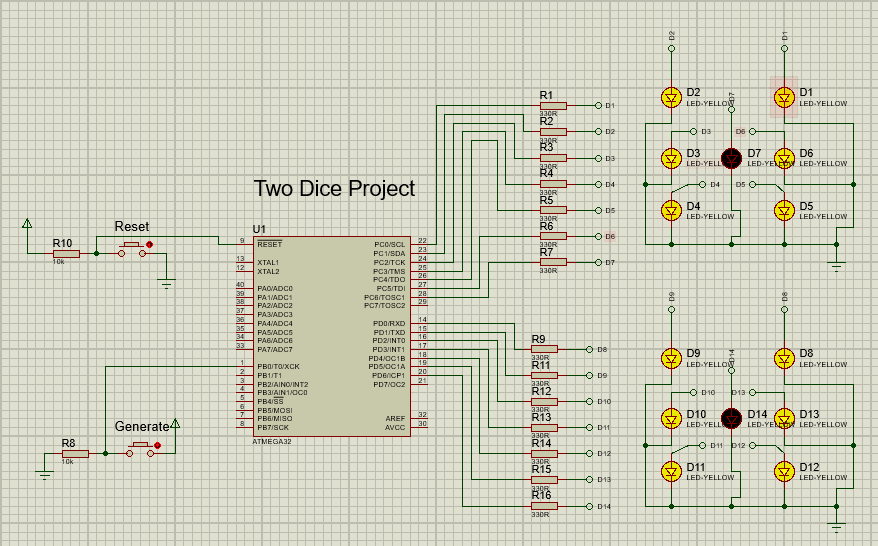 Two Dice Project
Reset
R10
10k
Generate
R8
10k
U1
9 RESET PC0/SCL 22
PC1/SDA 23
13 XTAL1 PC2/TCK 24
12 XTAL2 PC3/TMS 25
PC4/TDO 26
40 PA0/ADC0 PC5/TDI 27
39 PA1/ADC1 PC6/TOSC1 28
38 PA2/ADC2 PC7/TOSC2 29
37 PA3/ADC3
36 PA4/ADC4 PD0/RXD 14
35 PA5/ADC5 PD1/TXD 15
34 PA6/ADC6 PD2/INT0 16
33 PA7/ADC7 PD3/INT1 17
PD4/OC1B 18
1 PB0/T0/XCK PD5/OC1A 19
2 PB1/T1 PD6/ICP1 20
3 PB2/AIN0/INT2 PD7/OC2 21
4 PB3/AIN1/OC0
5 PB4/SS
6 PB5/MOSI
7 PB6/MISO AREF 32
8 PB7/SCK AVCC 30
ATMEGA32
R1
330R D1
R2
330R D2
R3
330R D3
R4
330R D4
R5
330R D5
R6
330R D6
R7
330R D7
R9
330R D8
R11
330R D9
R12
330R D10
R13
330R D11
R14
330R D12
R15
330R D13
R16
330R D14
D2 D1
D2 D7 D1
LED-YELLOW LED-YELLOW
D3 D6
D3 D7 D6
LED-YELLOW LED-YELLOW LED-YELLOW
D4 D5
D4 D5
LED-YELLOW LED-YELLOW
D9 D8
D9 D14 D8
LED-YELLOW LED-YELLOW
D10 D13
D10 D14 D13
LED-YELLOW LED-YELLOW LED-YELLOW
D11 D12
D11 D12
LED-YELLOW LED-YELLOW